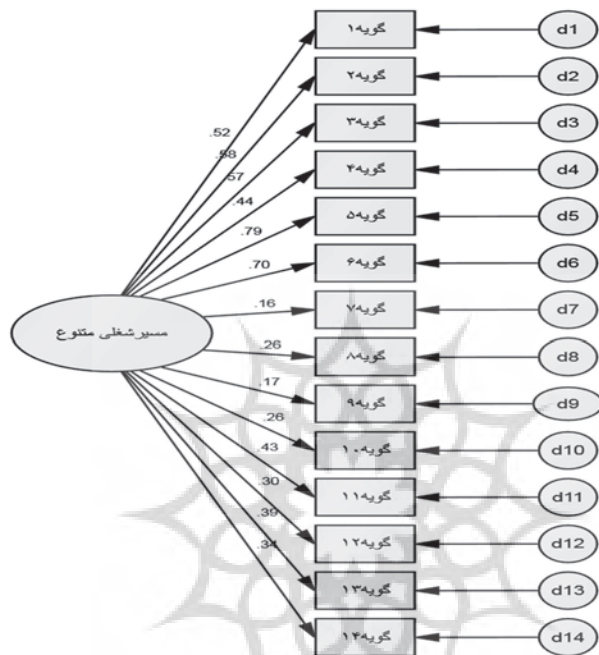 گویه۱
d1
گویه۲
d2
گویه۳
d3
گویه۴
d4
گویه۵
d5
گویه۶
d6
گویه۷
d7
گویه۸
d8
گویه۹
d9
گویه۱۰
d10
گویه۱۱
d11
گویه۱۲
d12
گویه۱۳
d13
گویه۱۴
d14
.52
.58
.57
.44
.79
.70
.16
.26
.17
.26
.43
.30
.39
.34
مسیرشغلی متنوع